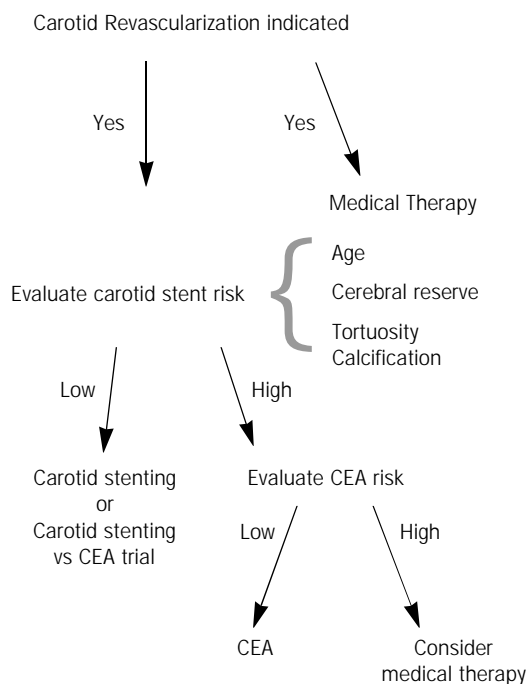 Carotid Revascularization indicated
Yes
Yes
Medical Therapy
Evaluate carotid stent risk
Age
Cerebral reserve
Tortuosity
Calcification
Low
High
Carotid stenting
or
Carotid stenting
vs CEA trial
Evaluate CEA risk
Low
High
CEA
Consider
medical therapy